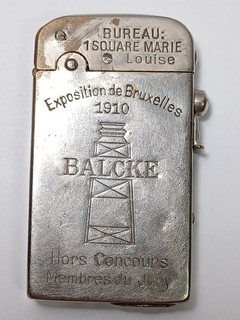 BUREAU:
1 SQUARE MARIE
Louise
Exposition de Bruxelles
1910
BALCKE
Hors Concours
Membres du Jury